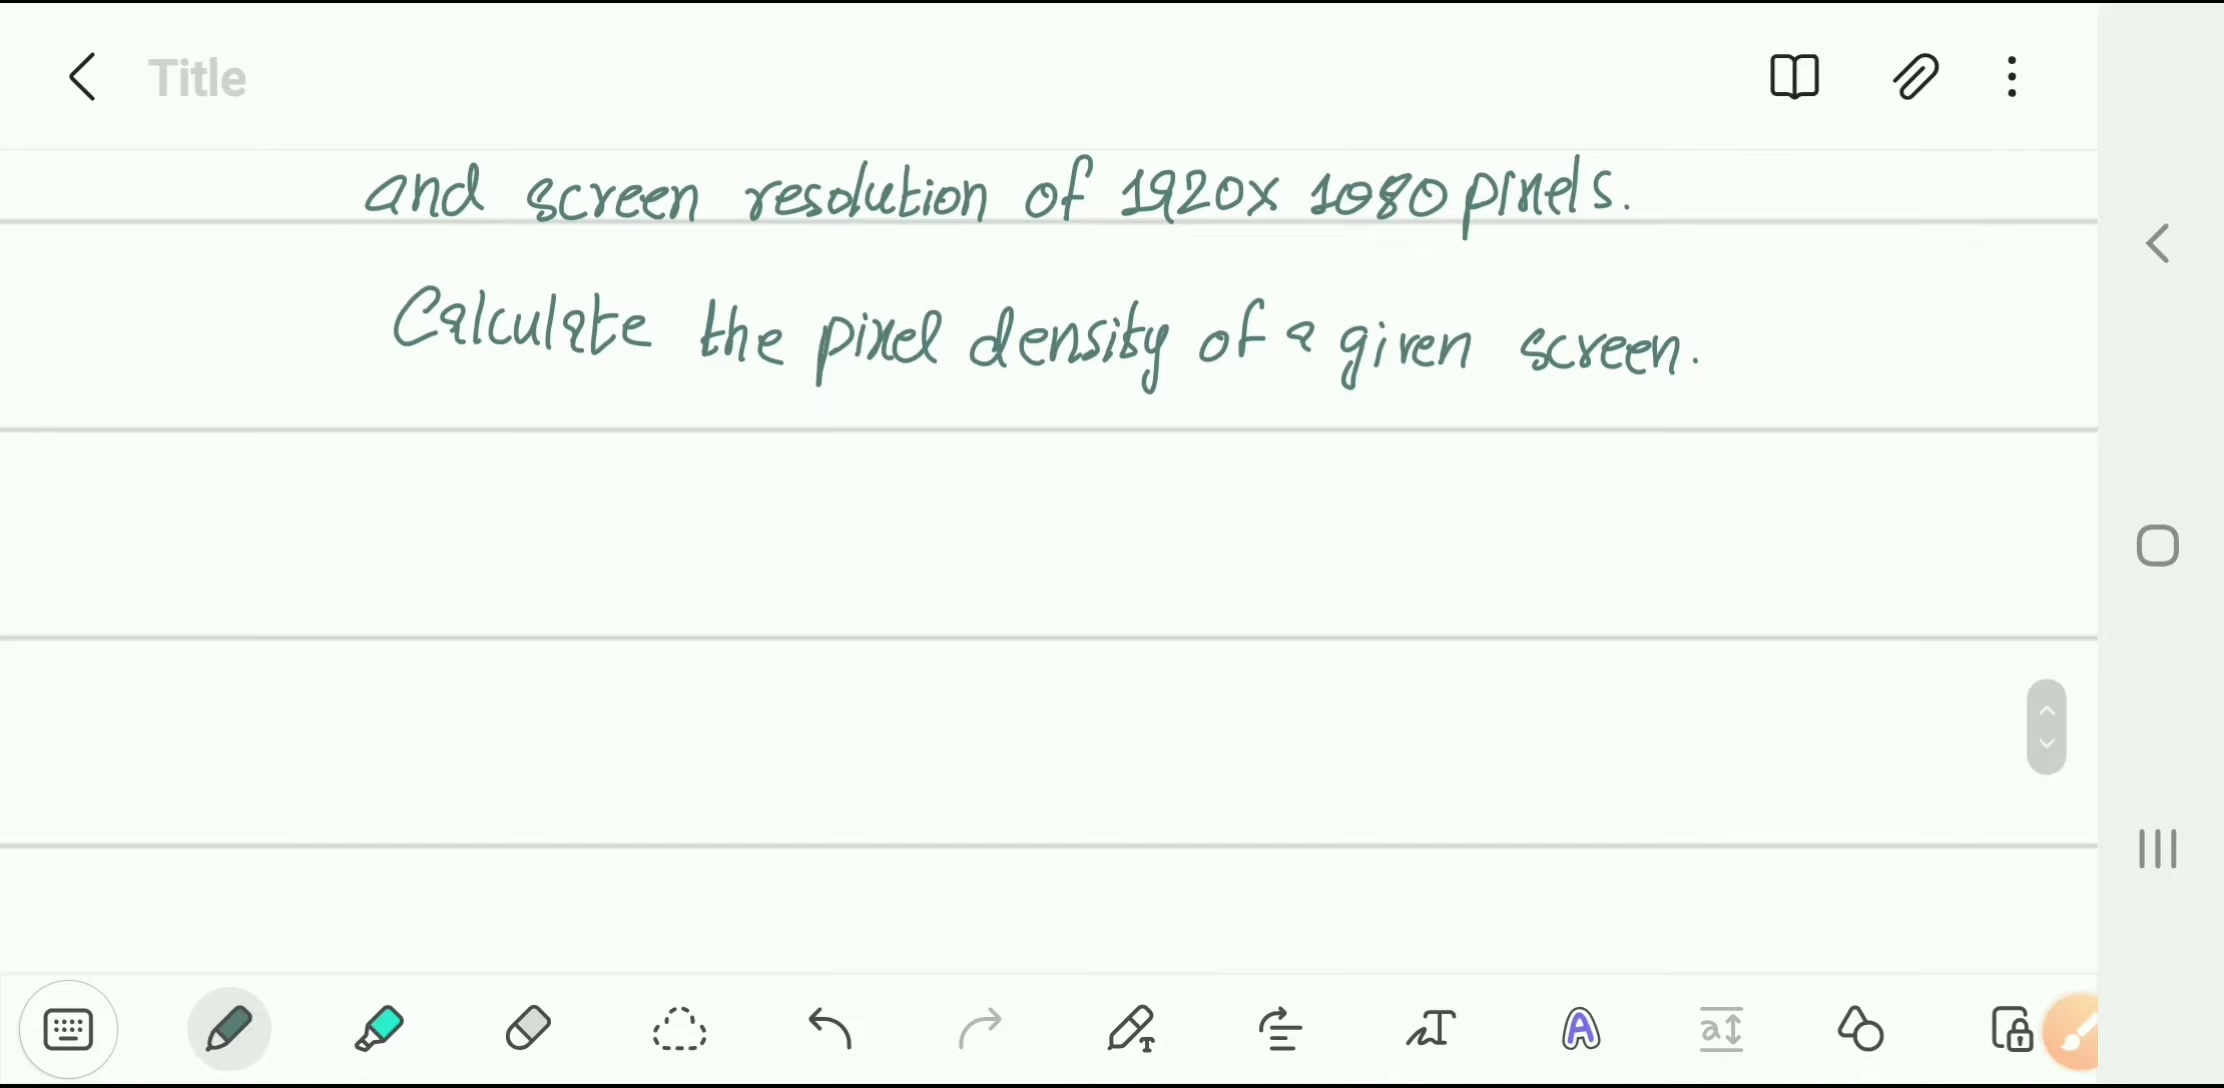 Title
and screen resolution of 1920x 1080 pixels.
Calculate the pixel density of a given screen.